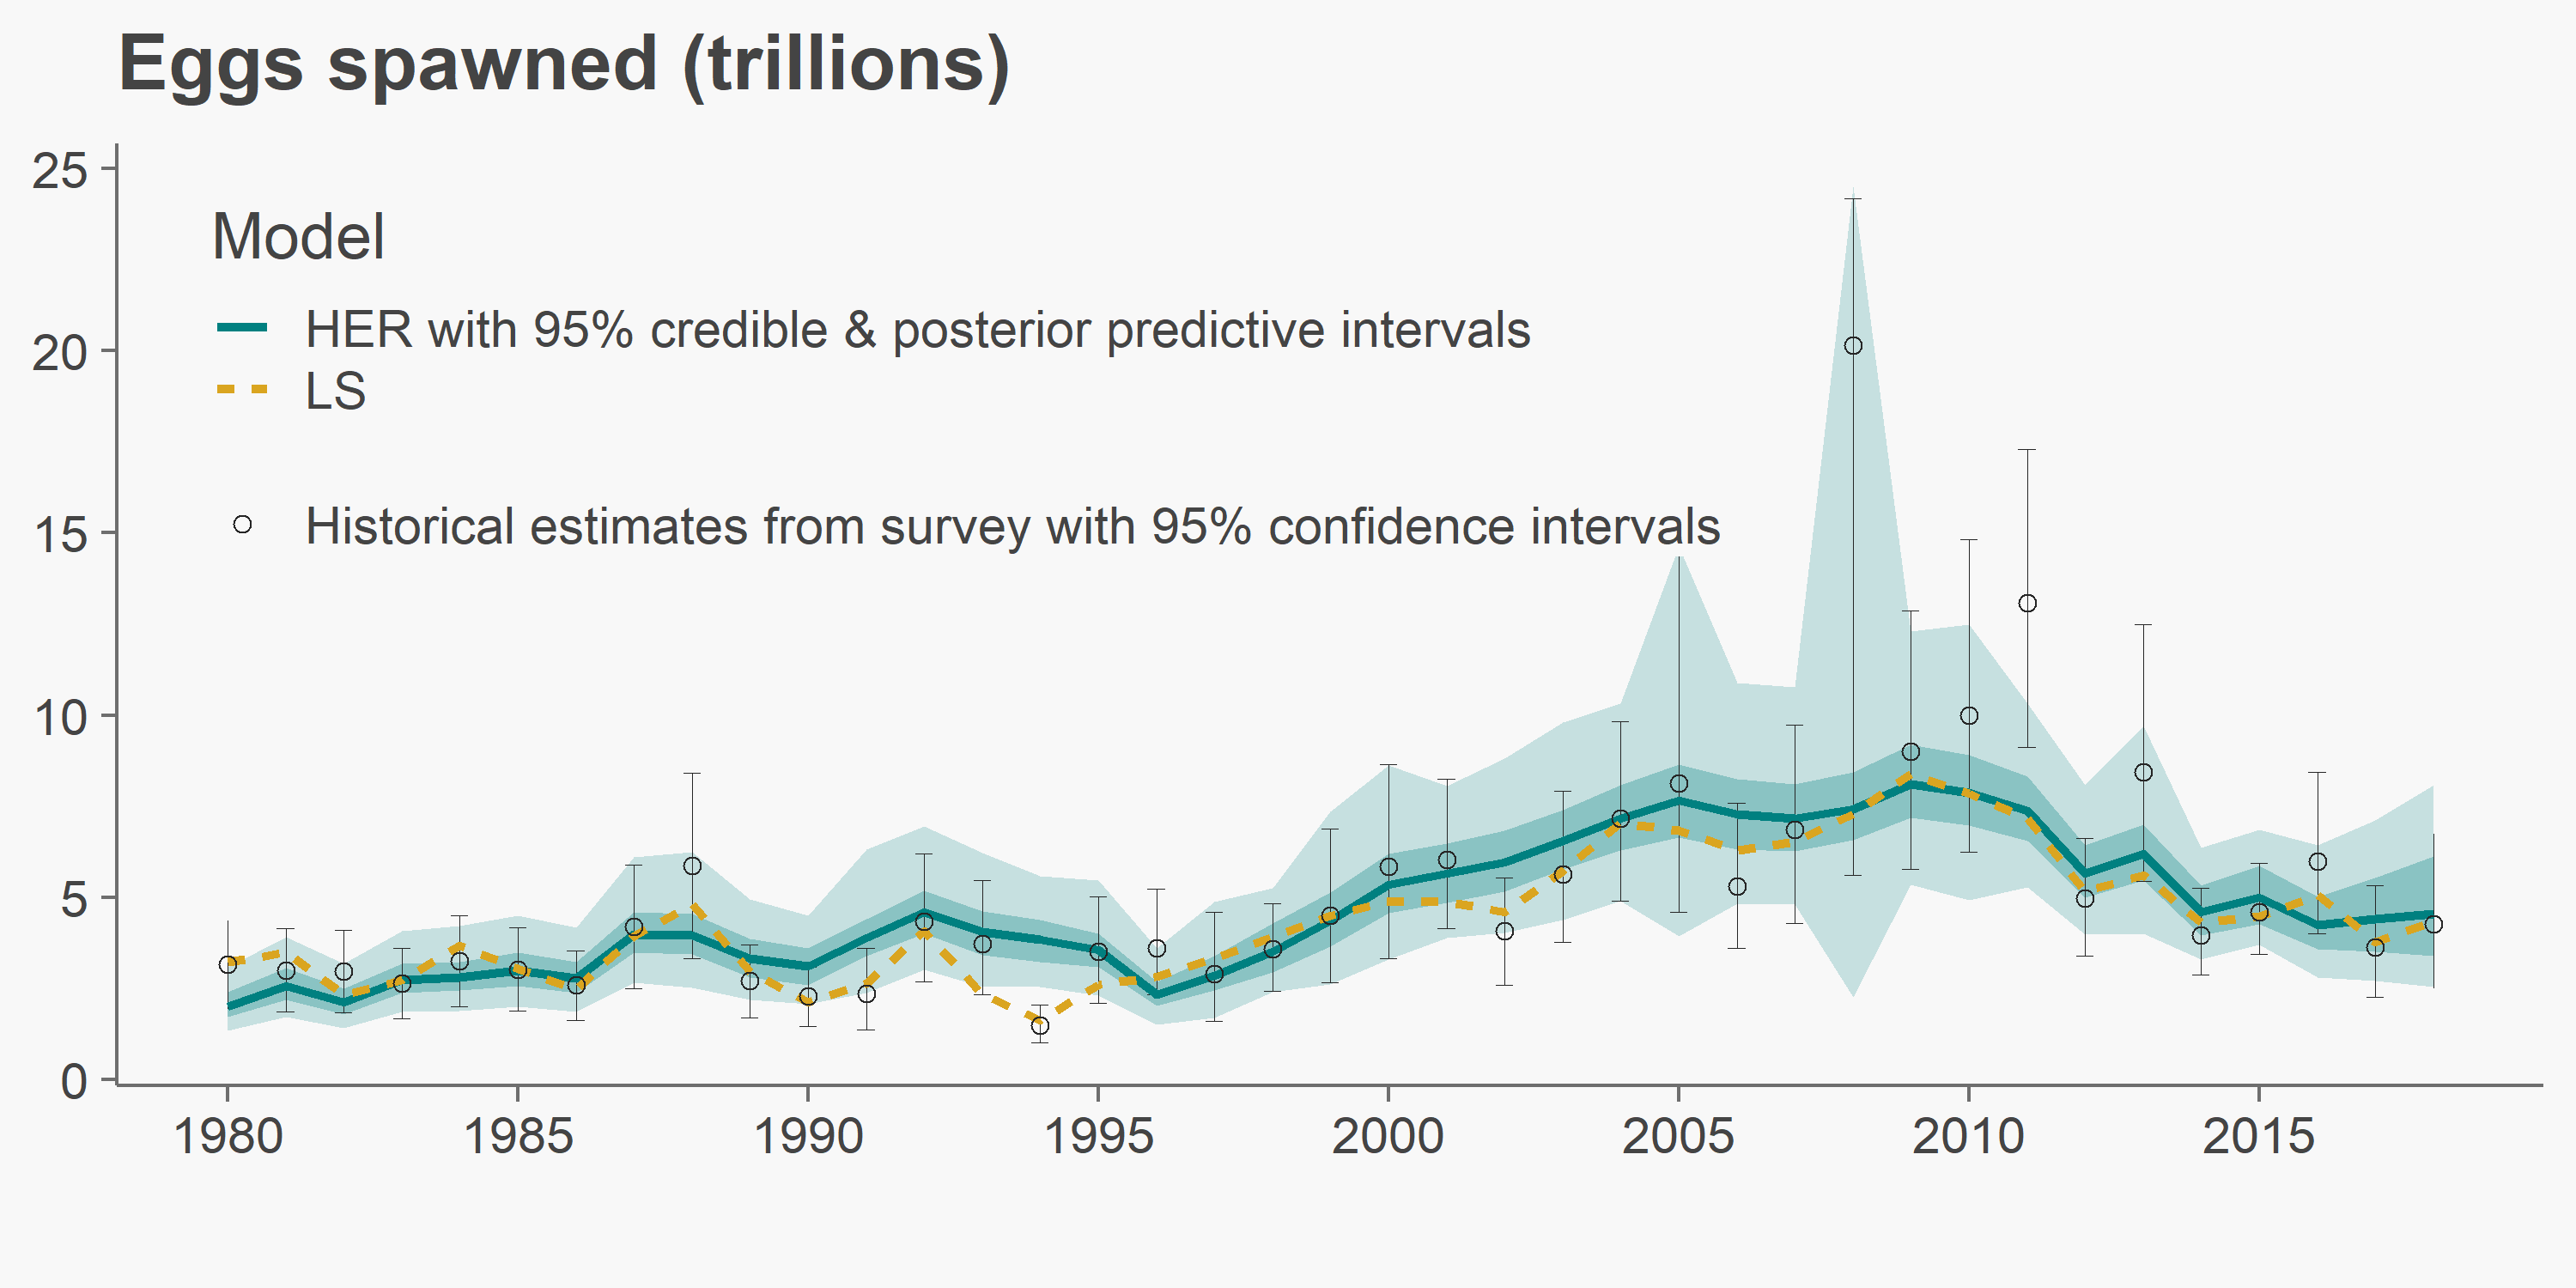 Eggs spawned (trillions)
25
Model
HER with 95% credible & posterior predictive intervals
20
LS
15
Historical estimates from survey with 95% confidence intervals
10
5
0
1980 1985 1990 1995 2000 2005 2010 2015